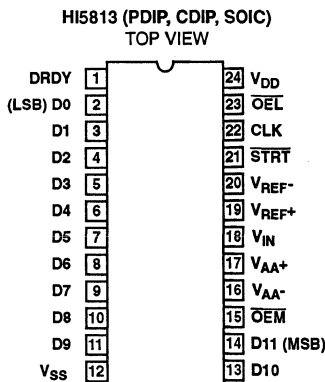 HI5813 (PDIP, CDIP, SOIC)
TOP VIEW
DRDY 1 24 VDD
(LSB) D0 2 23 OEL
D1 3 22 CLK
D2 4 21 STRT
D3 5 20 VREF-
D4 6 19 VREF+
D5 7 18 VIN
D6 8 17 VAA+
D7 9 16 VAA-
D8 10 15 OEM
D9 11 14 D11 (MSB)
VSS 12 13 D10